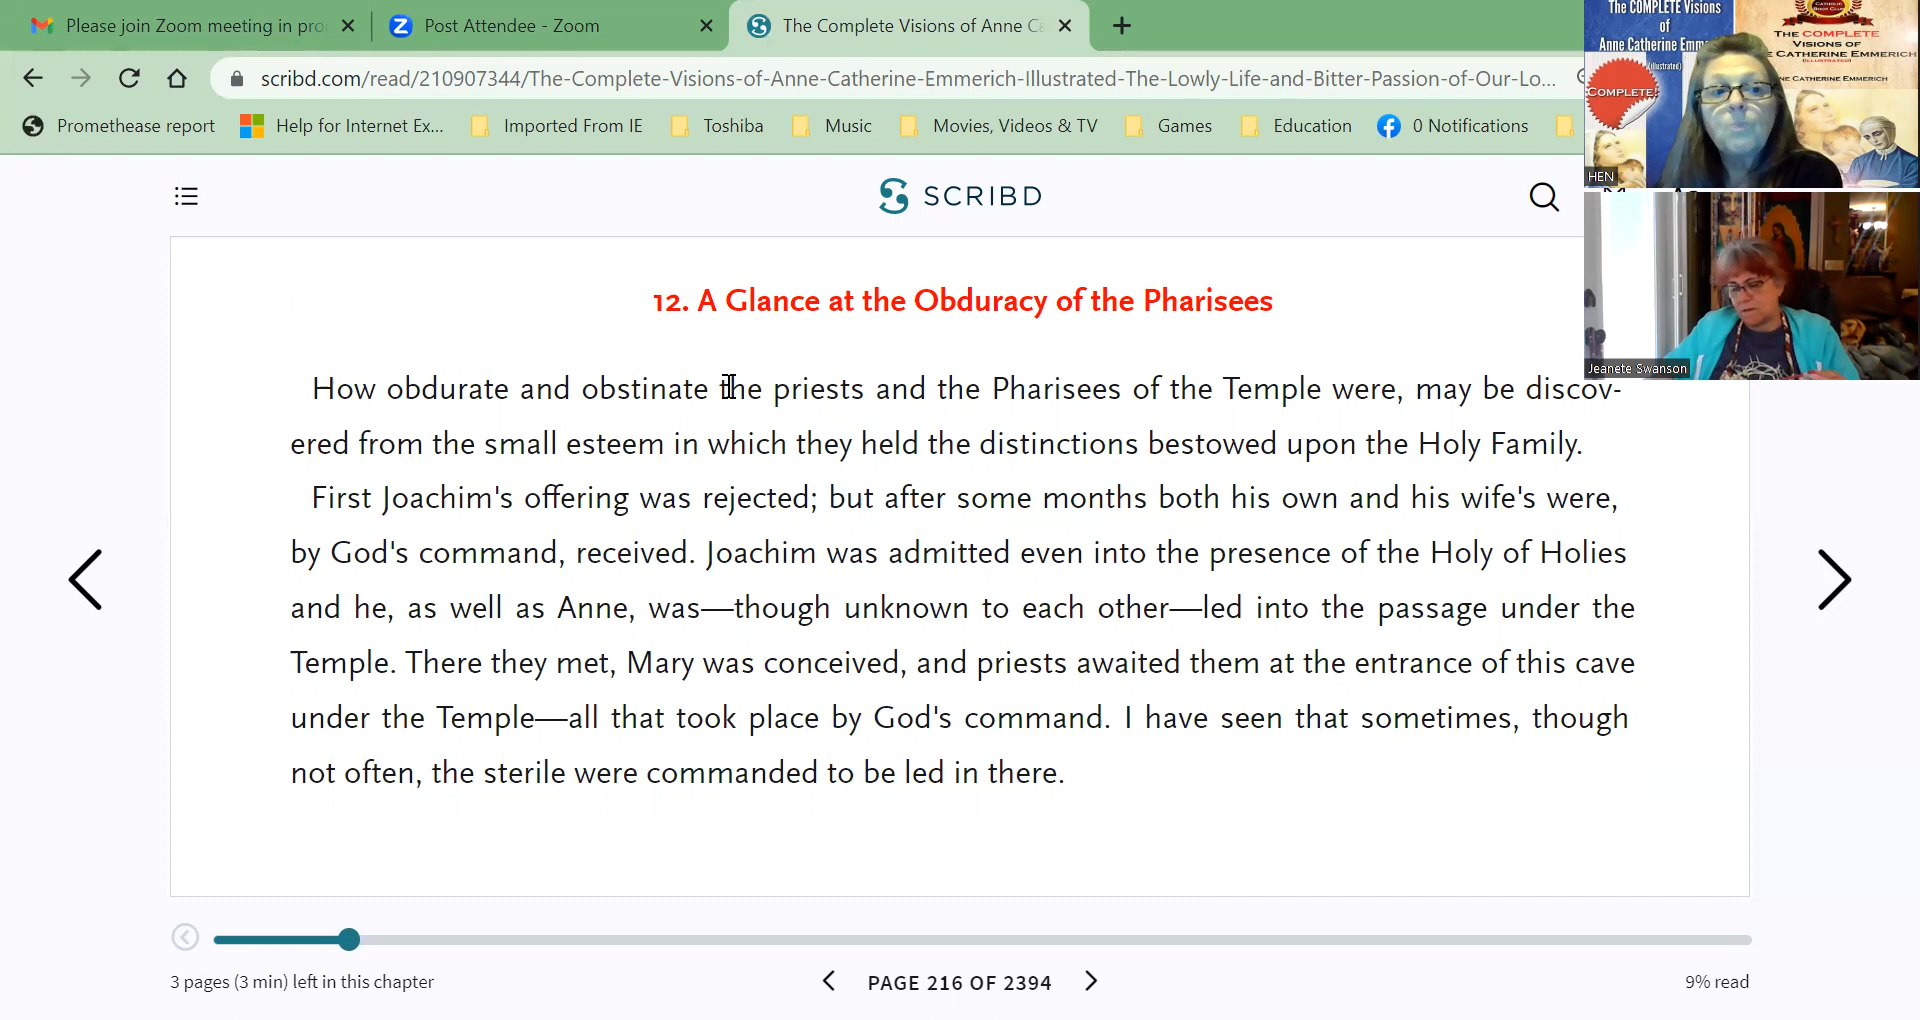 Please join Zoom meeting in pro
Post Attendee - Zoom
The Complete Visions of Anne Ca
scribd.com/read/210907344/The-Complete-Visions-of-Anne-Catherine-Emmerich-Illustrated-The-Lowly-Life-and-Bitter-Passion-of-Our-Lo...
Promethease report
Help for Internet Ex...
Imported From IE
Toshiba
Music
Movies, Videos & TV
Games
Education
0 Notifications
The COMPLETE Visions
of
Anne Catherine Emm
(illustrated)
COMPLETE!
CATHOLIC
BOOK CLUB
THE COMPLETE
VISIONS OF
E CATHERINE EMMERICH
(ILLUSTRATED)
NE CATHERINE EMMERICH
HEN
Jeanete Swanson
SCRIBD
12. A Glance at the Obduracy of the Pharisees
How obdurate and obstinate the priests and the Pharisees of the Temple were, may be discov-
ered from the small esteem in which they held the distinctions bestowed upon the Holy Family.
First Joachim's offering was rejected; but after some months both his own and his wife's were,
by God's command, received. Joachim was admitted even into the presence of the Holy of Holies
and he, as well as Anne, was—though unknown to each other—led into the passage under the
Temple. There they met, Mary was conceived, and priests awaited them at the entrance of this cave
under the Temple—all that took place by God's command. I have seen that sometimes, though
not often, the sterile were commanded to be led in there.
3 pages (3 min) left in this chapter
PAGE 216 OF 2394
9% read